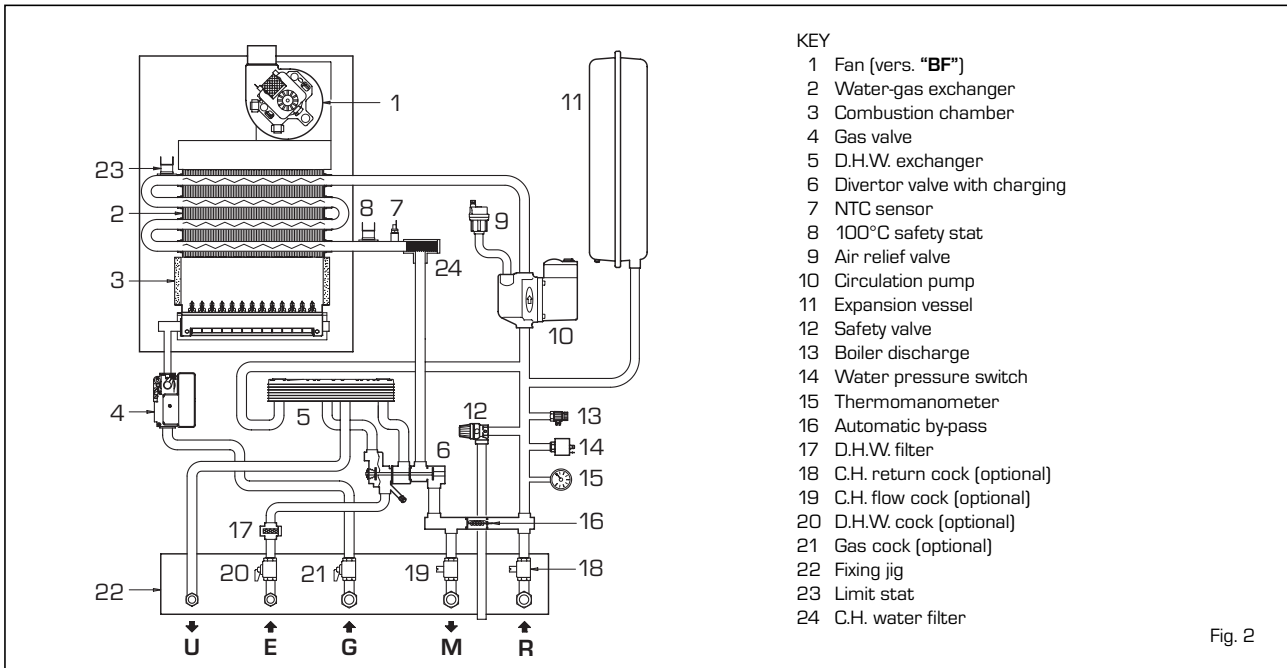 1
23
2
8
7
9
11
24
3
10
4
5
12
13
6
14
15
17
16
20
21
19
18
22
U
E
G
M
R
KEY
1 Fan (vers. “BF”)
2 Water-gas exchanger
3 Combustion chamber
4 Gas valve
5 D.H.W. exchanger
6 Divertor valve with charging
7 NTC sensor
8 100°C safety stat
9 Air relief valve
10 Circulation pump
11 Expansion vessel
12 Safety valve
13 Boiler discharge
14 Water pressure switch
15 Thermomanometer
16 Automatic by-pass
17 D.H.W. filter
18 C.H. return cock (optional)
19 C.H. flow cock (optional)
20 D.H.W. cock (optional)
21 Gas cock (optional)
22 Fixing jig
23 Limit stat
24 C.H. water filter
Fig. 2